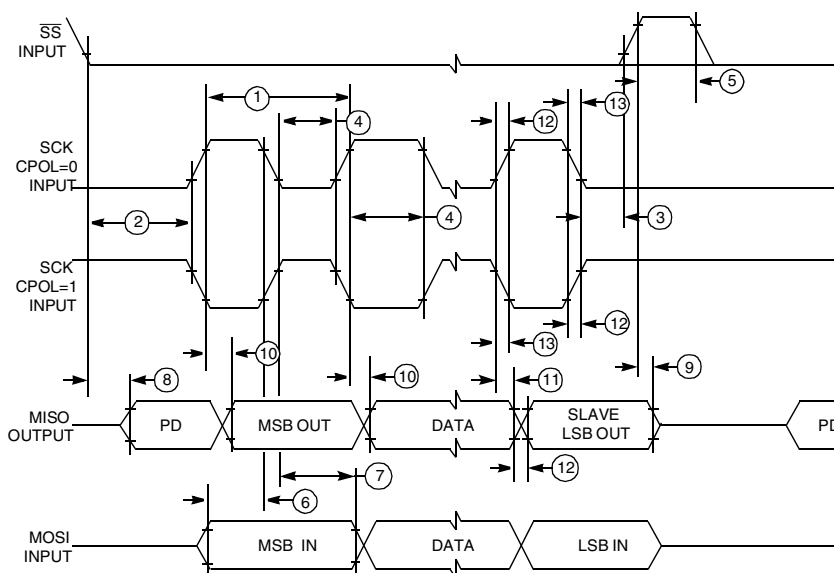 SS
INPUT
5
1
13
4
12
SCK
CPOL=0
INPUT
2
4
3
SCK
CPOL=1
INPUT
12
13
10
8
10
11
9
MISO
OUTPUT
PD
MSB OUT
DATA
SLAVE
LSB OUT
PD
7
12
6
MOSI
INPUT
MSB IN
DATA
LSB IN